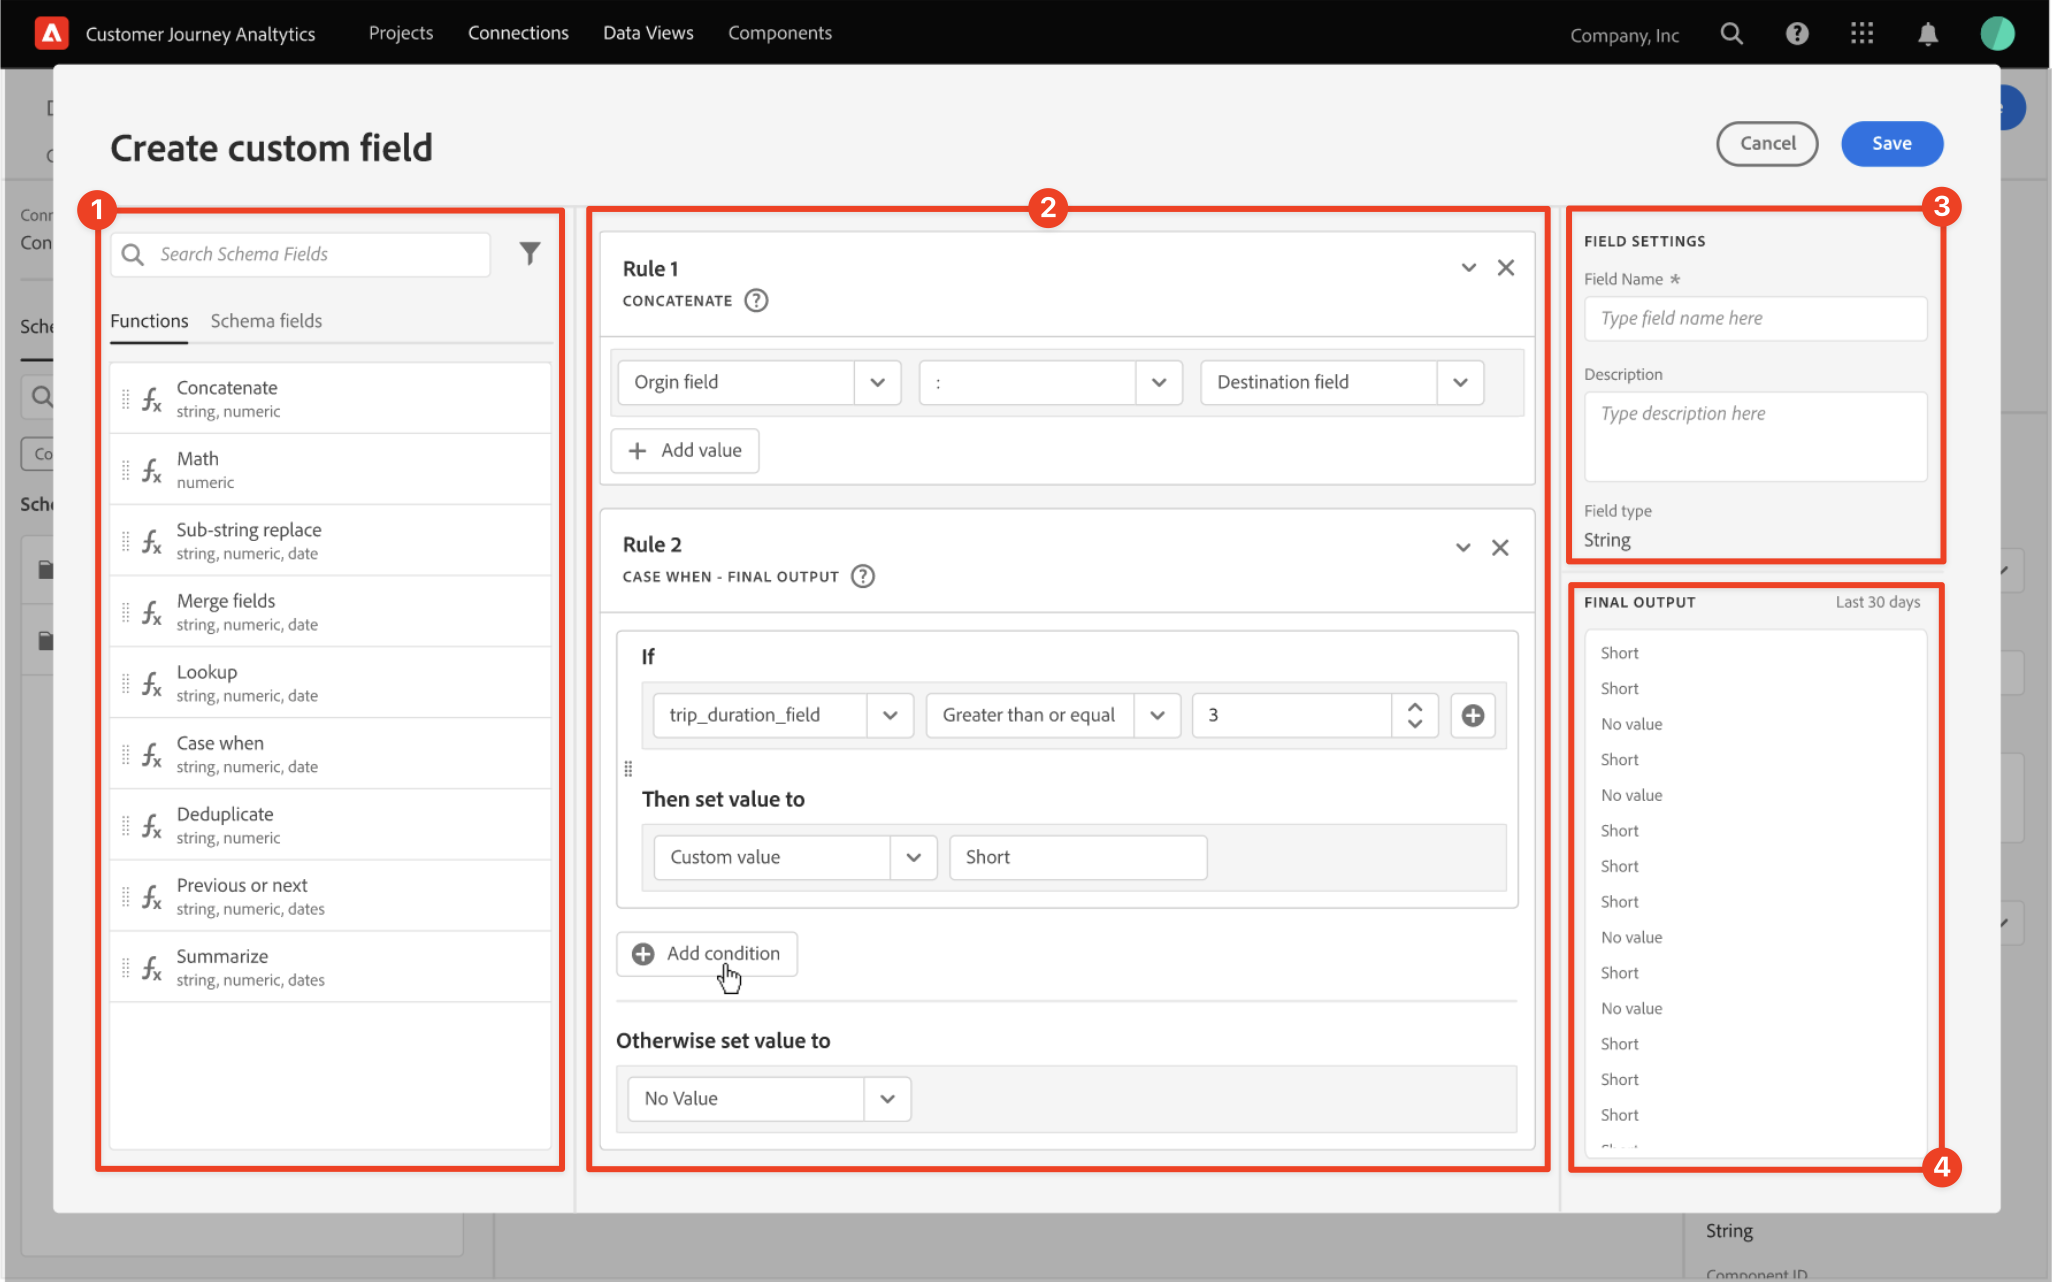 Customer Journey Analtytics
Projects
Connections
Data Views
Components
Company, Inc
Create custom field
Cancel
Save
1
Search Schema Fields
Functions
Schema fields
Concatenate
string, numeric
Math
numeric
Sub-string replace
string, numeric, date
Merge fields
string, numeric, date
Lookup
string, numeric, date
Case when
string, numeric, date
Deduplicate
string, numeric
Previous or next
string, numeric, dates
Summarize
string, numeric, dates
2
Rule 1
CONCATENATE
Orgin field
:
Destination field
Add value
Rule 2
CASE WHEN - FINAL OUTPUT
If
trip_duration_field
Greater than or equal
3
Then set value to
Custom value
Short
Add condition
Otherwise set value to
No Value
3
FIELD SETTINGS
Field Name *
Type field name here
Description
Type description here
Field type
String
FINAL OUTPUT
Last 30 days
Short
Short
No value
Short
No value
Short
Short
Short
No value
Short
No value
Short
Short
Short
4
String
Component ID